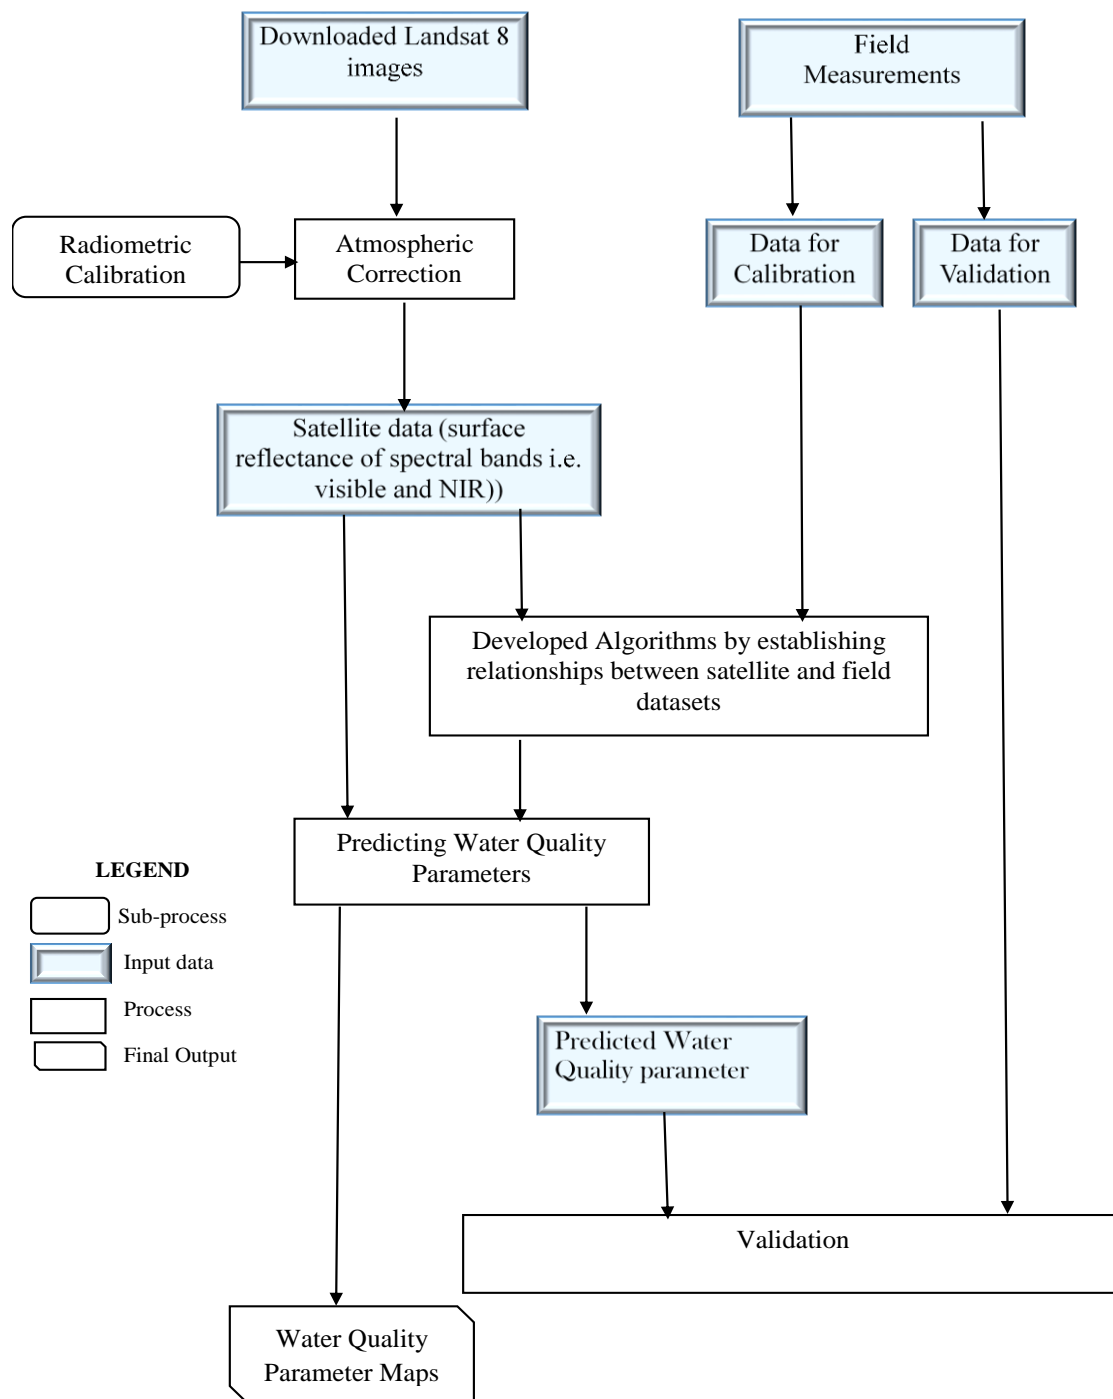 Downloaded Landsat 8
images
Field
Measurements
Radiometric
Calibration
Atmospheric
Correction
Data for
Calibration
Data for
Validation
Satellite data (surface
reflectance of spectral bands i.e.
visible and NIR))
Developed Algorithms by establishing
relationships between satellite and field
datasets
Predicting Water Quality
Parameters
LEGEND
Sub-process
Input data
Process
Final Output
Predicted Water
Quality parameter
Validation
Water Quality
Parameter Maps